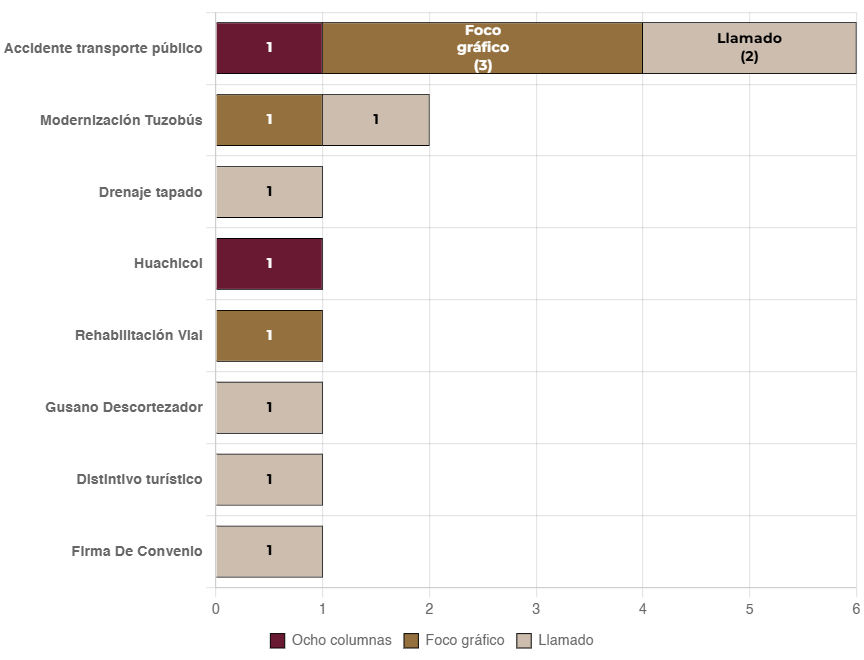 Accidente transporte público
1
Foco
gráfico
(3)
Llamado
(2)
Modernización Tuzobús
1
1
Drenaje tapado
1
Huachicol
1
Rehabilitación Vial
1
Gusano Descortezador
1
Distintivo turístico
1
Firma De Convenio
1
0 1 2 3 4 5 6
Ocho columnas Foco gráfico Llamado